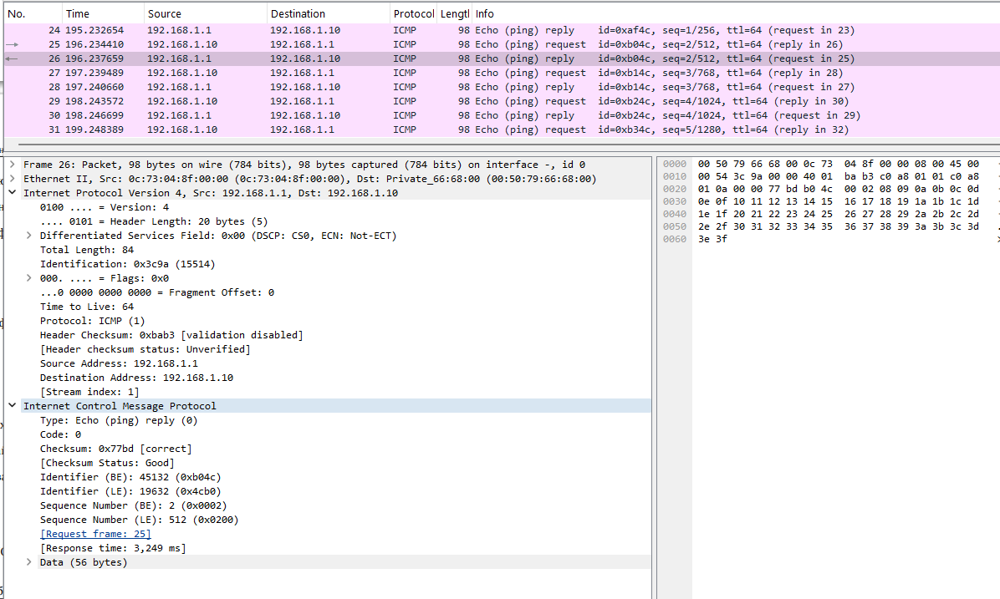 No. Time Source Destination Protocol Lengtl Info
24 195.232654 192.168.1.1 192.168.1.10 ICMP 98 Echo (ping) reply id=0xaf4c, seq=1/256, ttl=64 (request in 23)
25 196.234410 192.168.1.10 192.168.1.1 ICMP 98 Echo (ping) request id=0xb04c, seq=2/512, ttl=64 (reply in 26)
26 196.237659 192.168.1.1 192.168.1.10 ICMP 98 Echo (ping) reply id=0xb04c, seq=2/512, ttl=64 (request in 25)
27 197.239489 192.168.1.10 192.168.1.1 ICMP 98 Echo (ping) request id=0xb14c, seq=3/768, ttl=64 (reply in 28)
28 197.240660 192.168.1.1 192.168.1.10 ICMP 98 Echo (ping) reply id=0xb14c, seq=3/768, ttl=64 (request in 27)
29 198.243572 192.168.1.10 192.168.1.1 ICMP 98 Echo (ping) request id=0xb24c, seq=4/1024, ttl=64 (reply in 30)
30 198.246699 192.168.1.1 192.168.1.10 ICMP 98 Echo (ping) reply id=0xb24c, seq=4/1024, ttl=64 (request in 29)
31 199.248389 192.168.1.10 192.168.1.1 ICMP 98 Echo (ping) request id=0xb34c, seq=5/1280, ttl=64 (reply in 32)
Frame 26: Packet, 98 bytes on wire (784 bits), 98 bytes captured (784 bits) on interface -, id 0
Ethernet II, Src: 0c:73:04:8f:00:00 (0c:73:04:8f:00:00), Dst: Private_66:68:00 (00:50:79:66:68:00)
Internet Protocol Version 4, Src: 192.168.1.1, Dst: 192.168.1.10
0100 .... = Version: 4
.... 0101 = Header Length: 20 bytes (5)
Differentiated Services Field: 0x00 (DSCP: CS0, ECN: Not-ECT)
Total Length: 84
Identification: 0x3c9a (15514)
000. .... = Flags: 0x0
...0 0000 0000 0000 = Fragment Offset: 0
Time to Live: 64
Protocol: ICMP (1)
Header Checksum: 0xbab3 [validation disabled]
[Header checksum status: Unverified]
Source Address: 192.168.1.1
Destination Address: 192.168.1.10
[Stream index: 1]
Internet Control Message Protocol
Type: Echo (ping) reply (0)
Code: 0
Checksum: 0x77bd [correct]
[Checksum Status: Good]
Identifier (BE): 45132 (0xb04c)
Identifier (LE): 19632 (0x4cb0)
Sequence Number (BE): 2 (0x0002)
Sequence Number (LE): 512 (0x0200)
[Request frame: 25]
[Response time: 3,249 ms]
Data (56 bytes)
0000 00 50 79 66 68 00 0c 73 04 8f 00 00 08 00 45 00
0010 00 54 3c 9a 00 00 40 01 ba b3 c0 a8 01 01 c0 a8
0020 01 0a 00 00 77 bd b0 4c 00 02 08 09 0a 0b 0c 0d
0030 0e 0f 10 11 12 13 14 15 16 17 18 19 1a 1b 1c 1d
0040 1e 1f 20 21 22 23 24 25 26 27 28 29 2a 2b 2c 2d
0050 2e 2f 30 31 32 33 34 35 36 37 38 39 3a 3b 3c 3d
0060 3e 3f